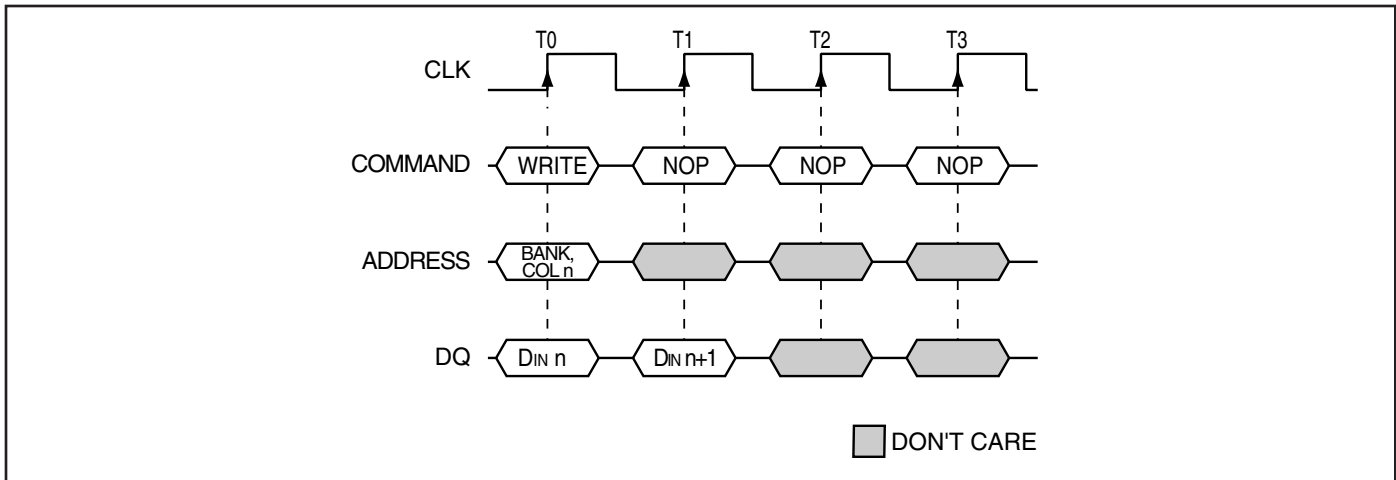 T0 T1 T2 T3
CLK
COMMAND WRITE NOP NOP NOP
ADDRESS BANK,
COL n
DQ DIN n DIN n+1
DON'T CARE